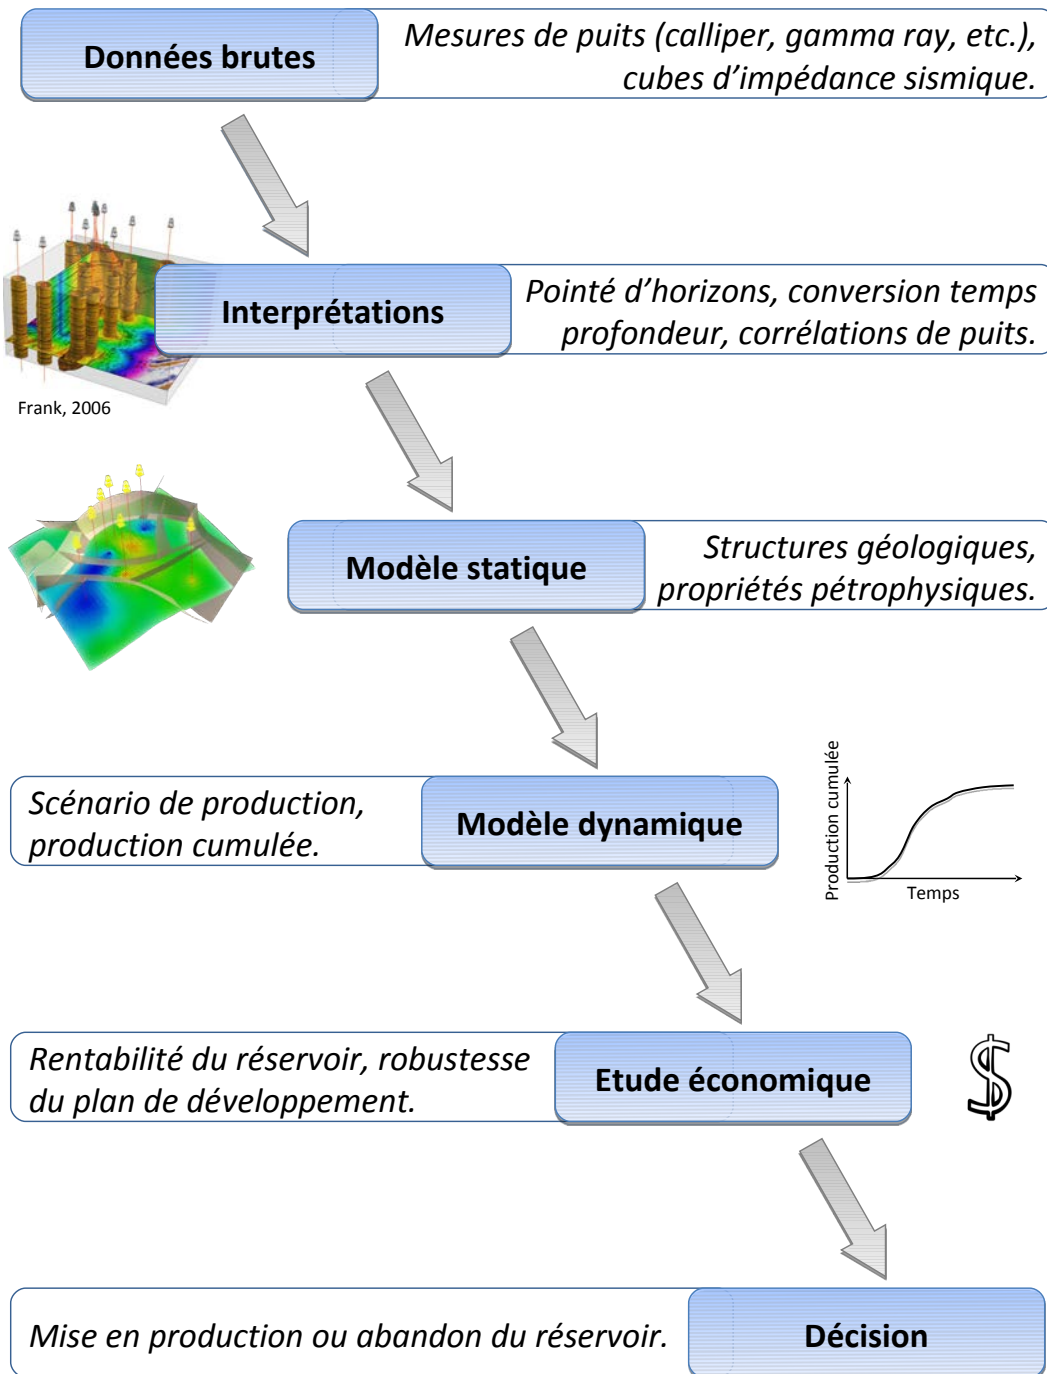 Données brutes
Mesures de puits (calliper, gamma ray, etc.),
cubes d’impédance sismique.
Interprétations
Pointé d’horizons, conversion temps
profondeur, corrélations de puits.
Frank, 2006
Modèle statique
Structures géologiques,
propriétés pétrophysiques.
Scénario de production,
production cumulée.
Modèle dynamique
Production cumulée
Temps
Rentabilité du réservoir, robustesse
du plan de développement.
Etude économique
$
Mise en production ou abandon du réservoir.
Décision